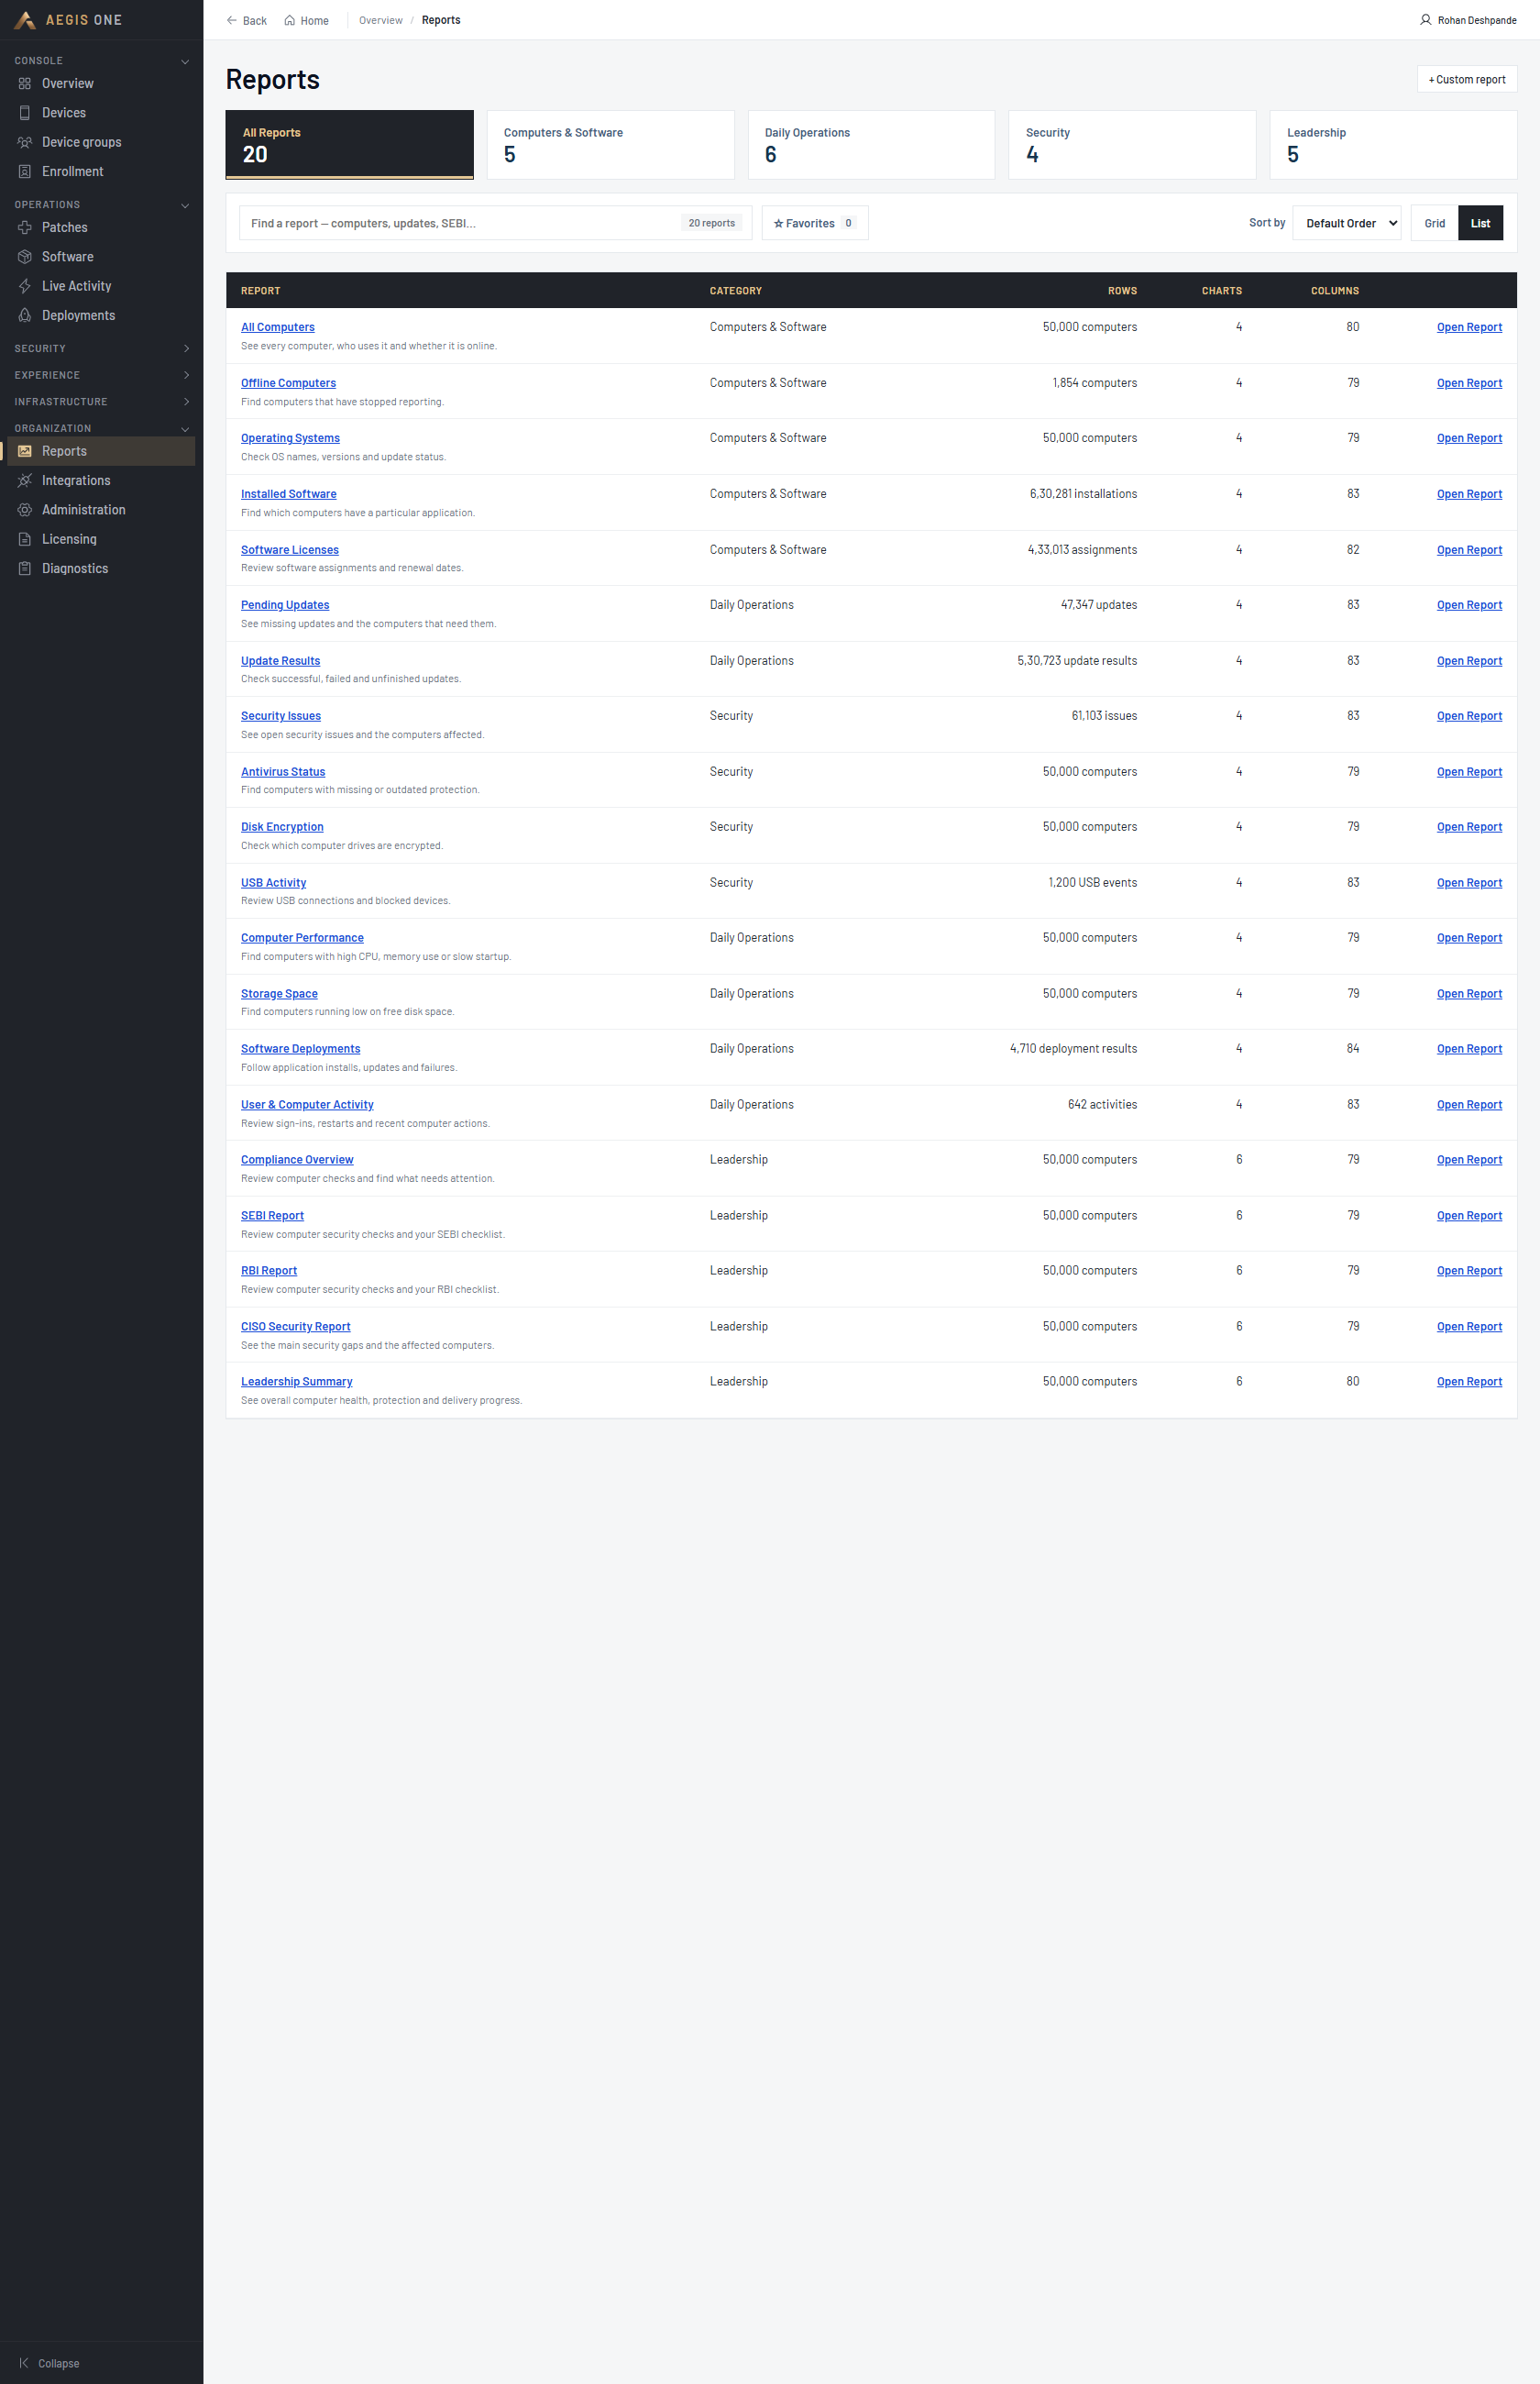 AEGIS ONE
CONSOLE
Overview
Devices
Device groups
Enrollment
OPERATIONS
Patches
Software
Live Activity
Deployments
SECURITY
EXPERIENCE
INFRASTRUCTURE
ORGANIZATION
Reports
Integrations
Administration
Licensing
Diagnostics
Collapse
Back Home Overview / Reports Rohan Deshpande
Reports + Custom report
All Reports
20
Computers & Software
5
Daily Operations
6
Security
4
Leadership
5
Find a report — computers, updates, SEBI... 20 reports ☆ Favorites 0 Sort by Default Order Grid List
REPORT CATEGORY ROWS CHARTS COLUMNS
All Computers Computers & Software 50,000 computers 4 80 Open Report
See every computer, who uses it and whether it is online.
Offline Computers Computers & Software 1,854 computers 4 79 Open Report
Find computers that have stopped reporting.
Operating Systems Computers & Software 50,000 computers 4 79 Open Report
Check OS names, versions and update status.
Installed Software Computers & Software 6,30,281 installations 4 83 Open Report
Find which computers have a particular application.
Software Licenses Computers & Software 4,33,013 assignments 4 82 Open Report
Review software assignments and renewal dates.
Pending Updates Daily Operations 47,347 updates 4 83 Open Report
See missing updates and the computers that need them.
Update Results Daily Operations 5,30,723 update results 4 83 Open Report
Check successful, failed and unfinished updates.
Security Issues Security 61,103 issues 4 83 Open Report
See open security issues and the computers affected.
Antivirus Status Security 50,000 computers 4 79 Open Report
Find computers with missing or outdated protection.
Disk Encryption Security 50,000 computers 4 79 Open Report
Check which computer drives are encrypted.
USB Activity Security 1,200 USB events 4 83 Open Report
Review USB connections and blocked devices.
Computer Performance Daily Operations 50,000 computers 4 79 Open Report
Find computers with high CPU, memory use or slow startup.
Storage Space Daily Operations 50,000 computers 4 79 Open Report
Find computers running low on free disk space.
Software Deployments Daily Operations 4,710 deployment results 4 84 Open Report
Follow application installs, updates and failures.
User & Computer Activity Daily Operations 642 activities 4 83 Open Report
Review sign-ins, restarts and recent computer actions.
Compliance Overview Leadership 50,000 computers 6 79 Open Report
Review computer checks and find what needs attention.
SEBI Report Leadership 50,000 computers 6 79 Open Report
Review computer security checks and your SEBI checklist.
RBI Report Leadership 50,000 computers 6 79 Open Report
Review computer security checks and your RBI checklist.
CISO Security Report Leadership 50,000 computers 6 79 Open Report
See the main security gaps and the affected computers.
Leadership Summary Leadership 50,000 computers 6 80 Open Report
See overall computer health, protection and delivery progress.